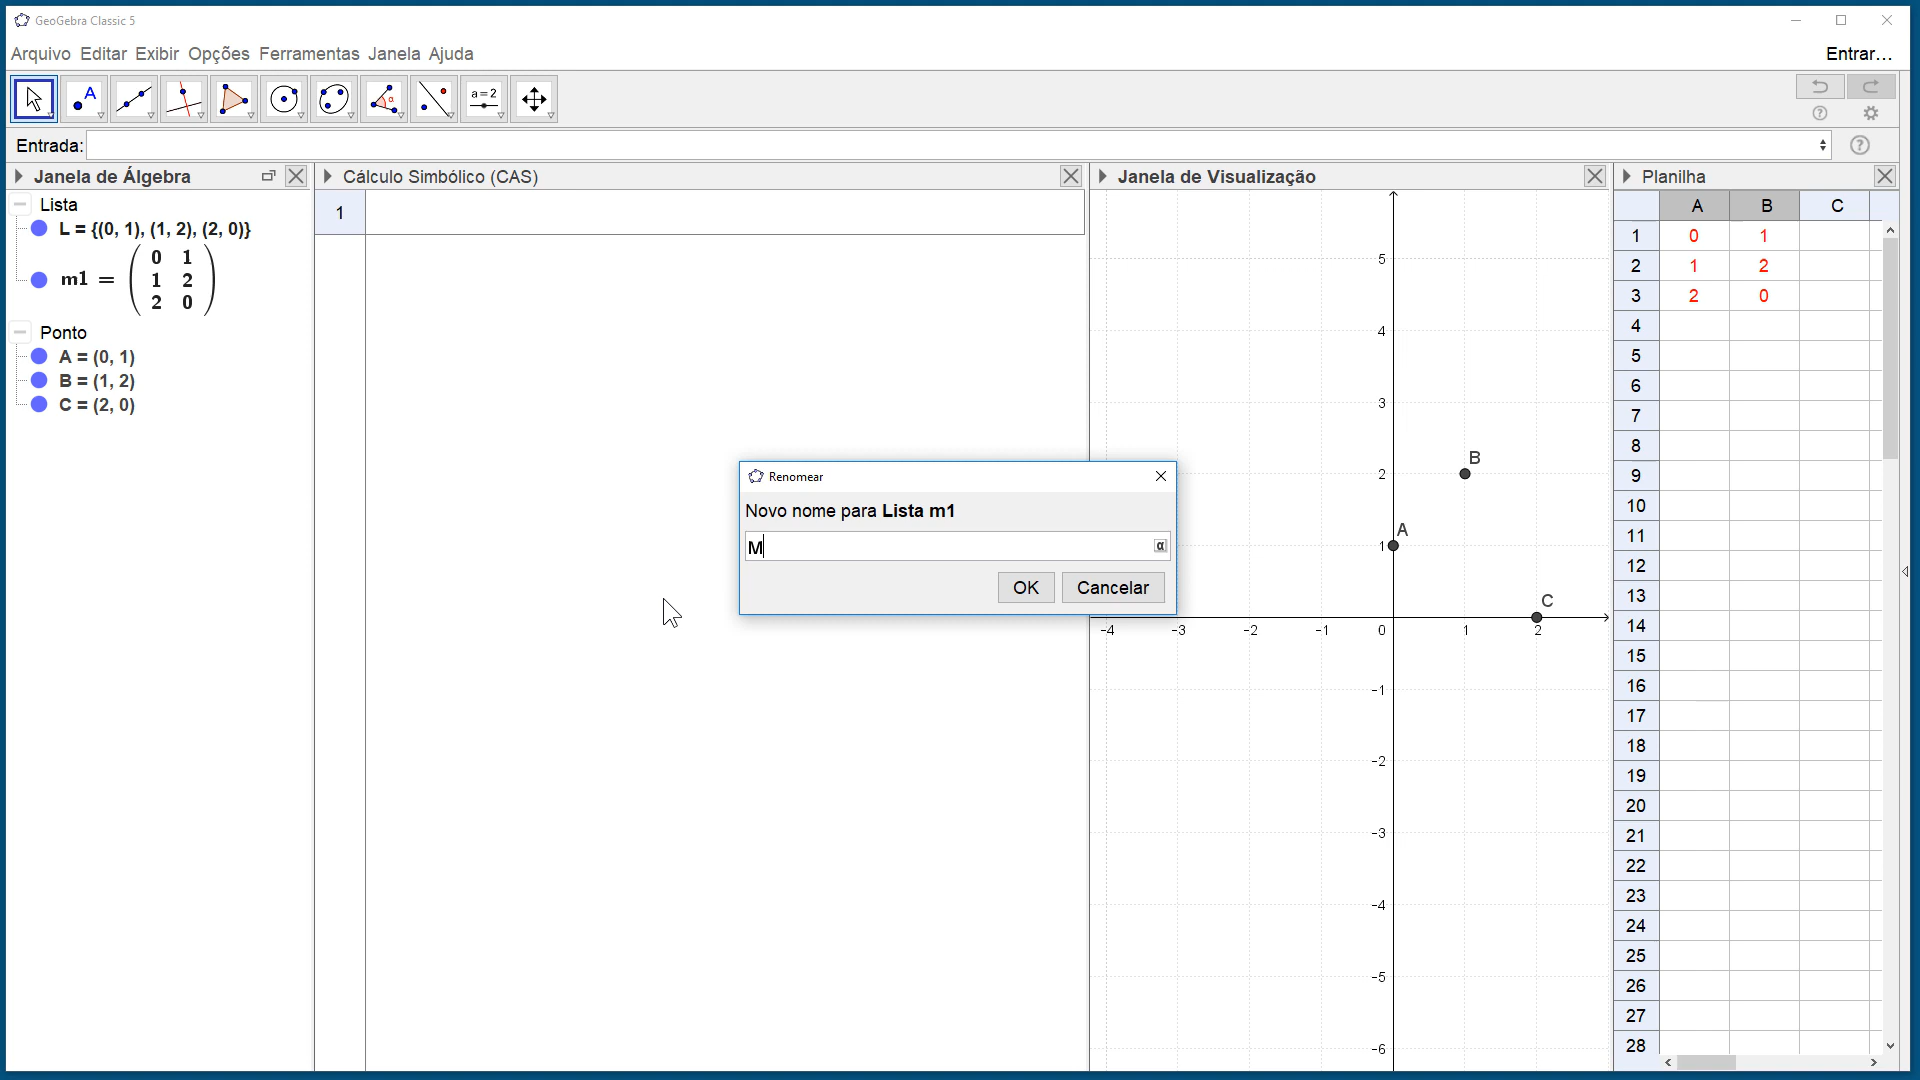 GeoGebra Classic 5
Arquivo Editar Exibir Opções Ferramentas Janela Ajuda
Entrar...
A
α
a=2
Entrada:
Janela de Álgebra
Cálculo Simbólico (CAS)
Janela de Visualização
Planilha
Lista
L = {(0, 1), (1, 2), (2, 0)}
m1 =
0 1
1 2
2 0
Ponto
A = (0, 1)
B = (1, 2)
C = (2, 0)
1
5
4
3
2
1
-1
-2
-3
-4
-5
-6
-4 -3 -2 -1 0 1 2
A
B
C
Renomear
Novo nome para Lista m1
M
α
OK Cancelar
A B C
1 0 1
2 1 2
3 2 0
4
5
6
7
8
9
10
11
12
13
14
15
16
17
18
19
20
21
22
23
24
25
26
27
28